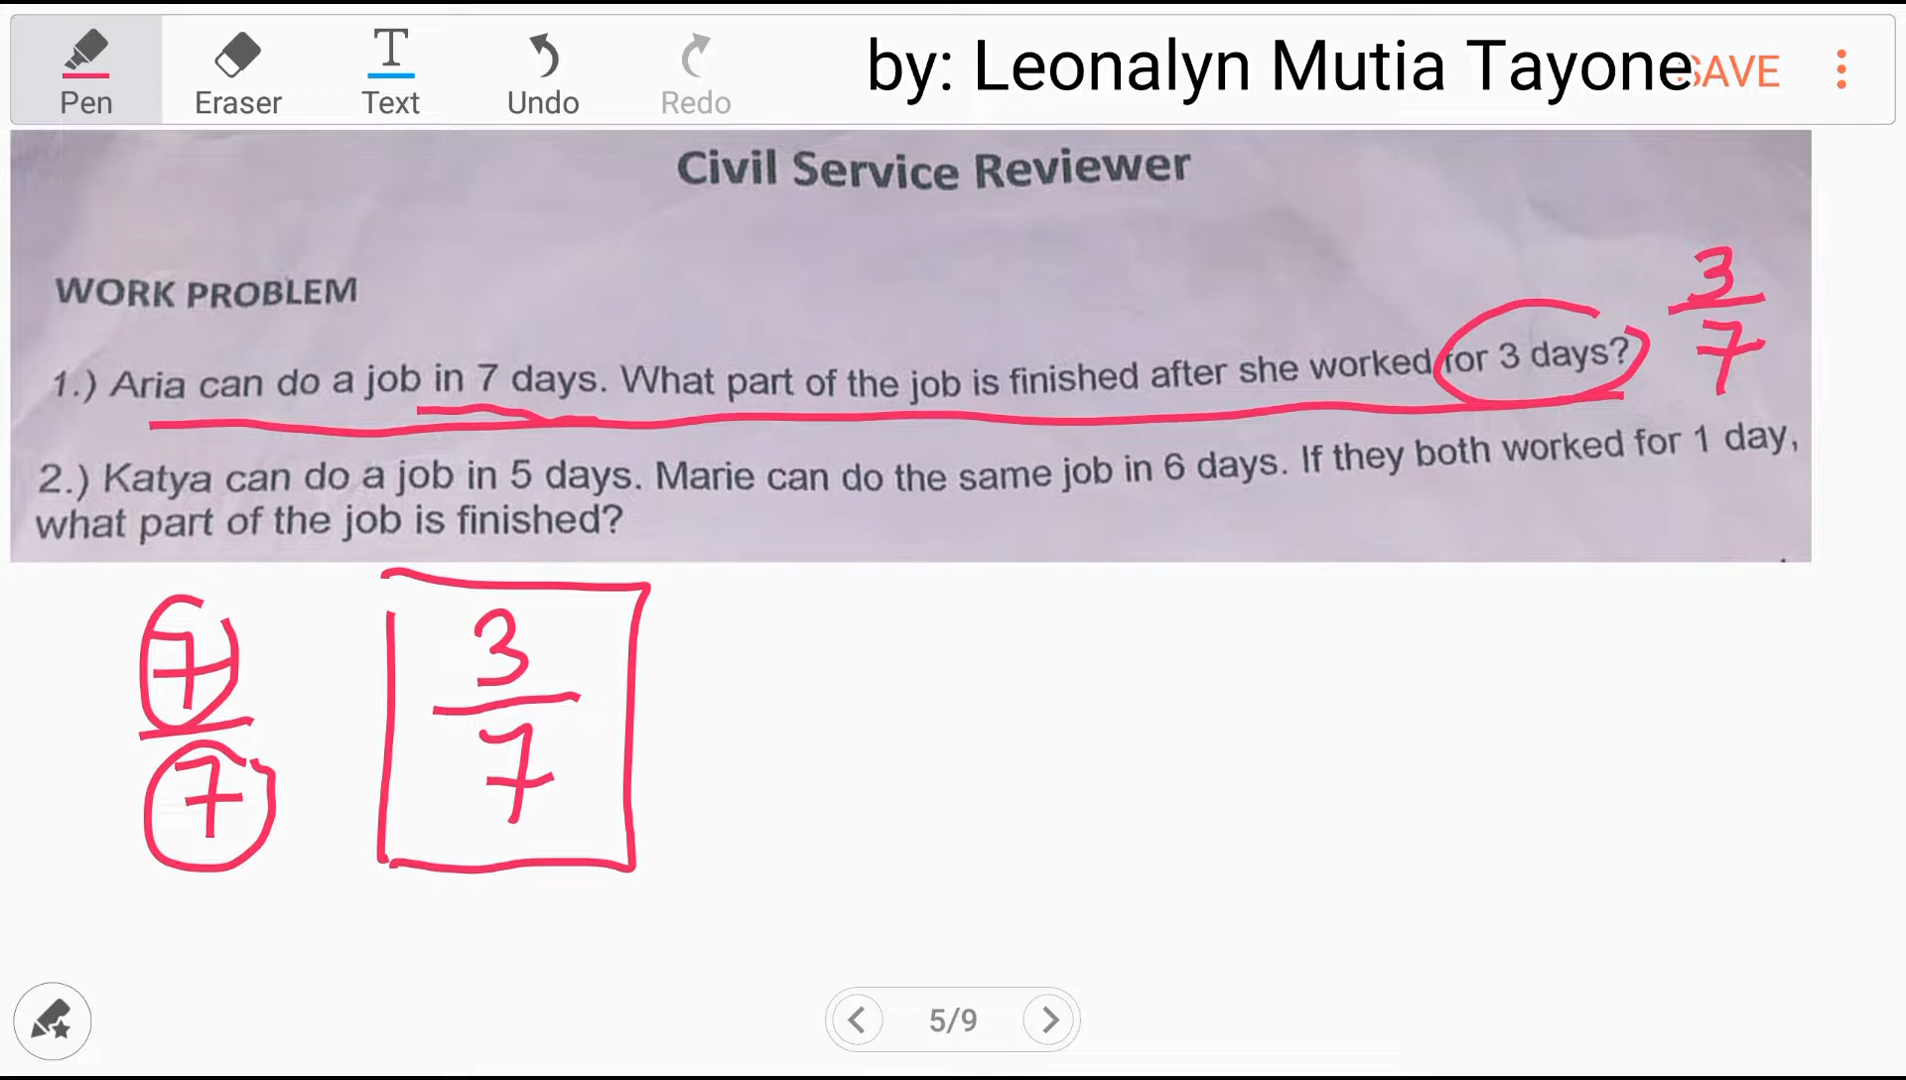 Pen
Eraser
Text
Undo
Redo
by: Leonalyn Mutia Tayone
SAVE
Civil Service Reviewer
WORK PROBLEM
3
7
1.) Aria can do a job in 7 days. What part of the job is finished after she worked for 3 days?
2.) Katya can do a job in 5 days. Marie can do the same job in 6 days. If they both worked for 1 day,
what part of the job is finished?
7
7
3
7
5/9